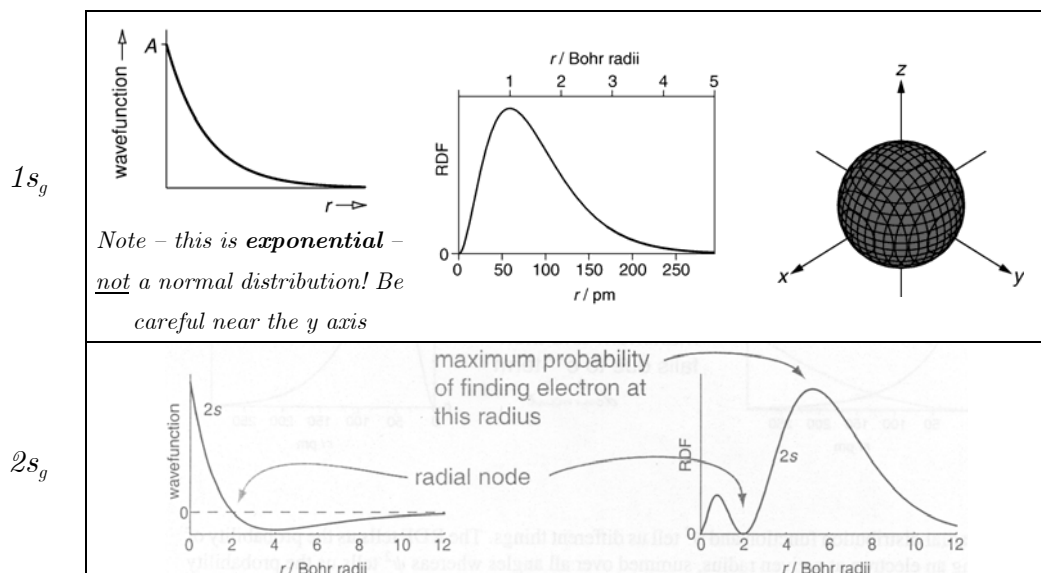 1s_g
wavefunction
A
r
Note – this is exponential –
not a normal distribution! Be
careful near the y axis
r / Bohr radii
1 2 3 4 5
RDF
0
0 50 100 150 200 250
r / pm
z
x
y
2s_g
wavefunction
2s
0
0 2 4 6 8 10 12
r / Bohr radii
maximum probability
of finding electron at
this radius
radial node
RDF
2s
0
0 2 4 6 8 10 12
r / Bohr radii